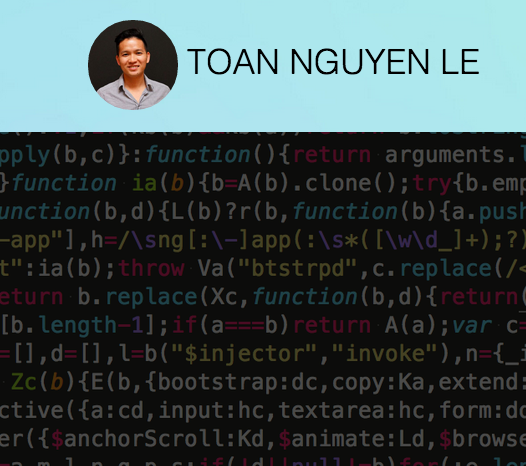 TOAN NGUYEN LE
pply(b,c)}:function(){return arguments.l
}function ia(b){b=A(b).clone();try{b.emp
unction(b,d){L(b)?r(b,function(b){a.push
-app"],h=/\sng[:\-]app(:\s*([\w\d_]+);?)
t":ia(b);throw Va("btstrpd",c.replace(/<
eturn b.replace(Xc,function(b,d){return(
[b.length-1];if(a===b)return A(a);var c=
=[],d=[],l=b("$injector","invoke"),n={_i
Zc(b){E(b,{bootstrap:dc,copy:Ka,extend:
ctive({a:cd,input:hc,textarea:hc,form:dc
er({$anchorScroll:Kd,$animate:Ld,$browse